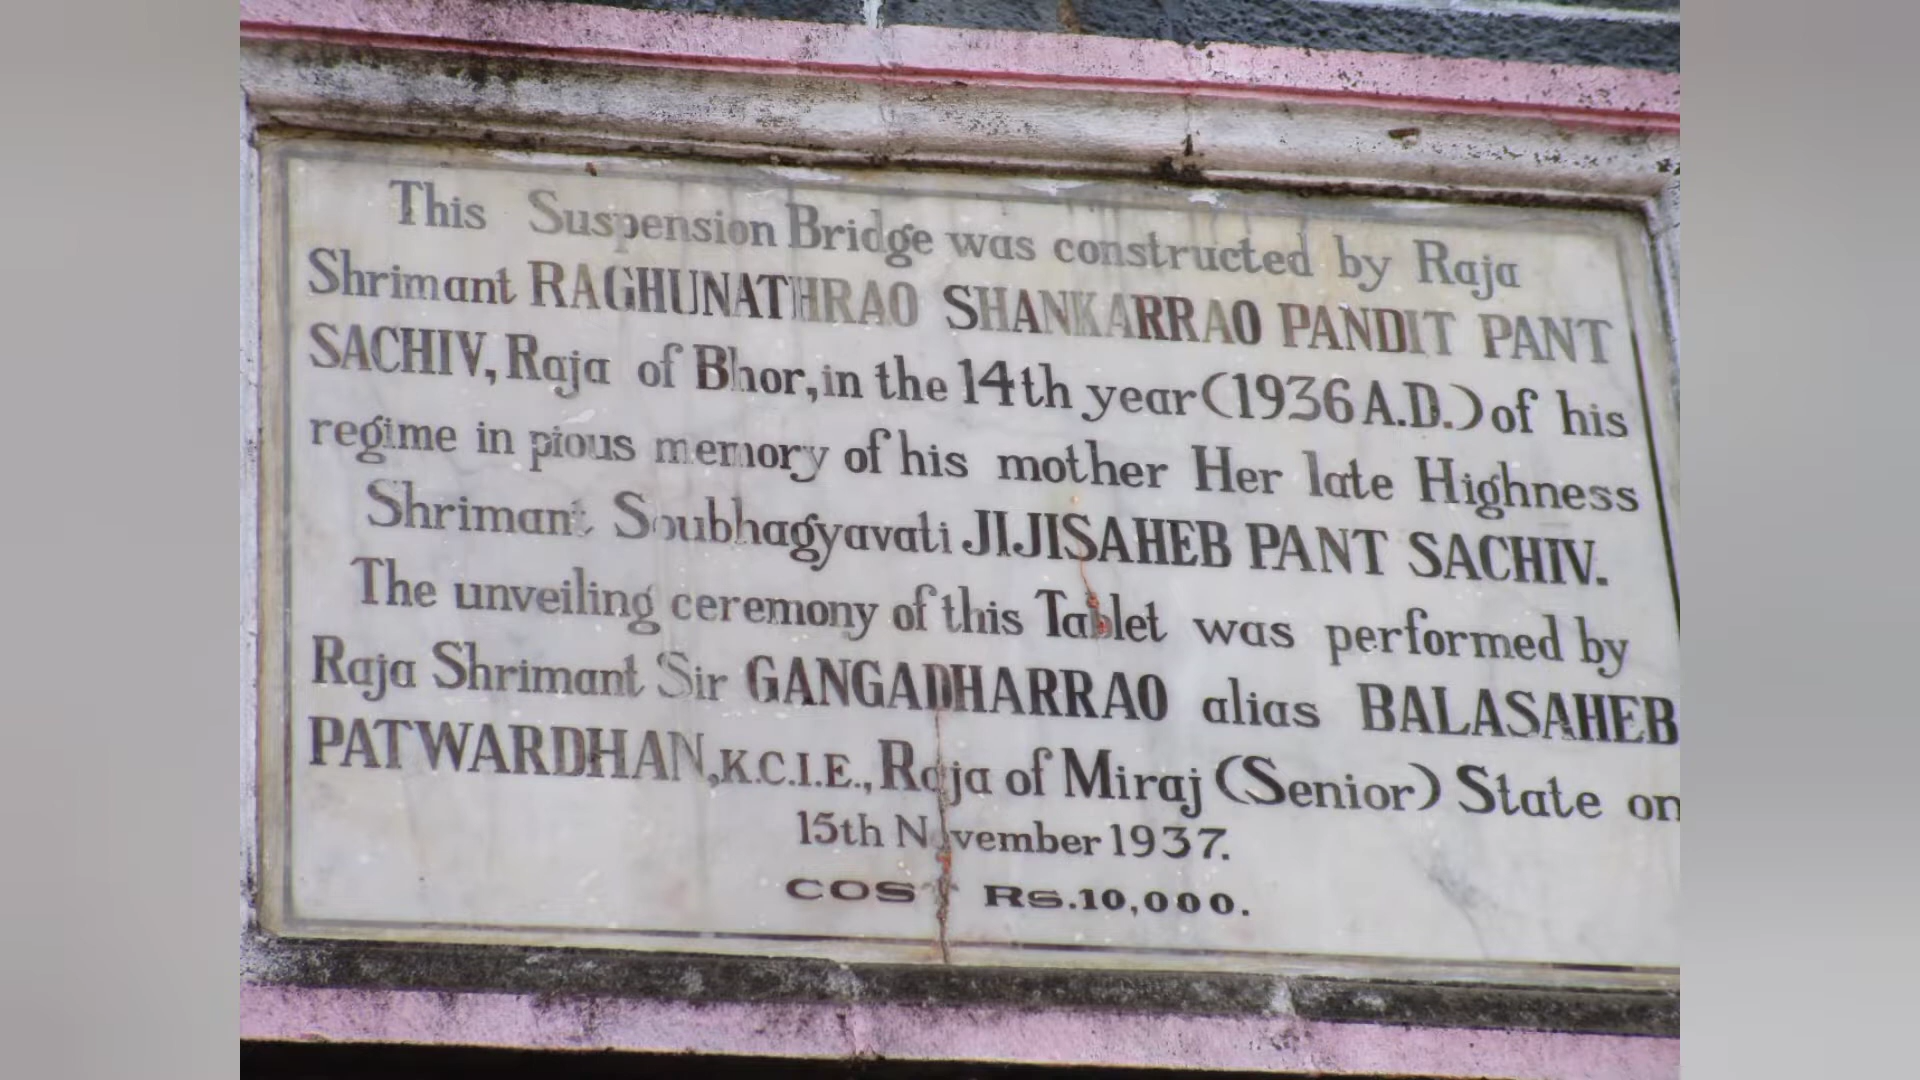 This Suspension Bridge was constructed by Raja
Shrimant RAGHUNATHRAO SHANKARRAO PANDIT PANT
SACHIV, Raja of Bhor, in the 14th year (1936 A.D.) of his
regime in pious memory of his mother Her late Highness
Shrimant Soubhagyavati JIJISAHEB PANT SACHIV.
The unveiling ceremony of this Tablet was performed by
Raja Shrimant Sir GANGADHARRAO alias BALASAHEB
PATWARDHAN, K.C.I.E., Raja of Miraj (Senior) State on
15th November 1937.
COST RS.10,000.